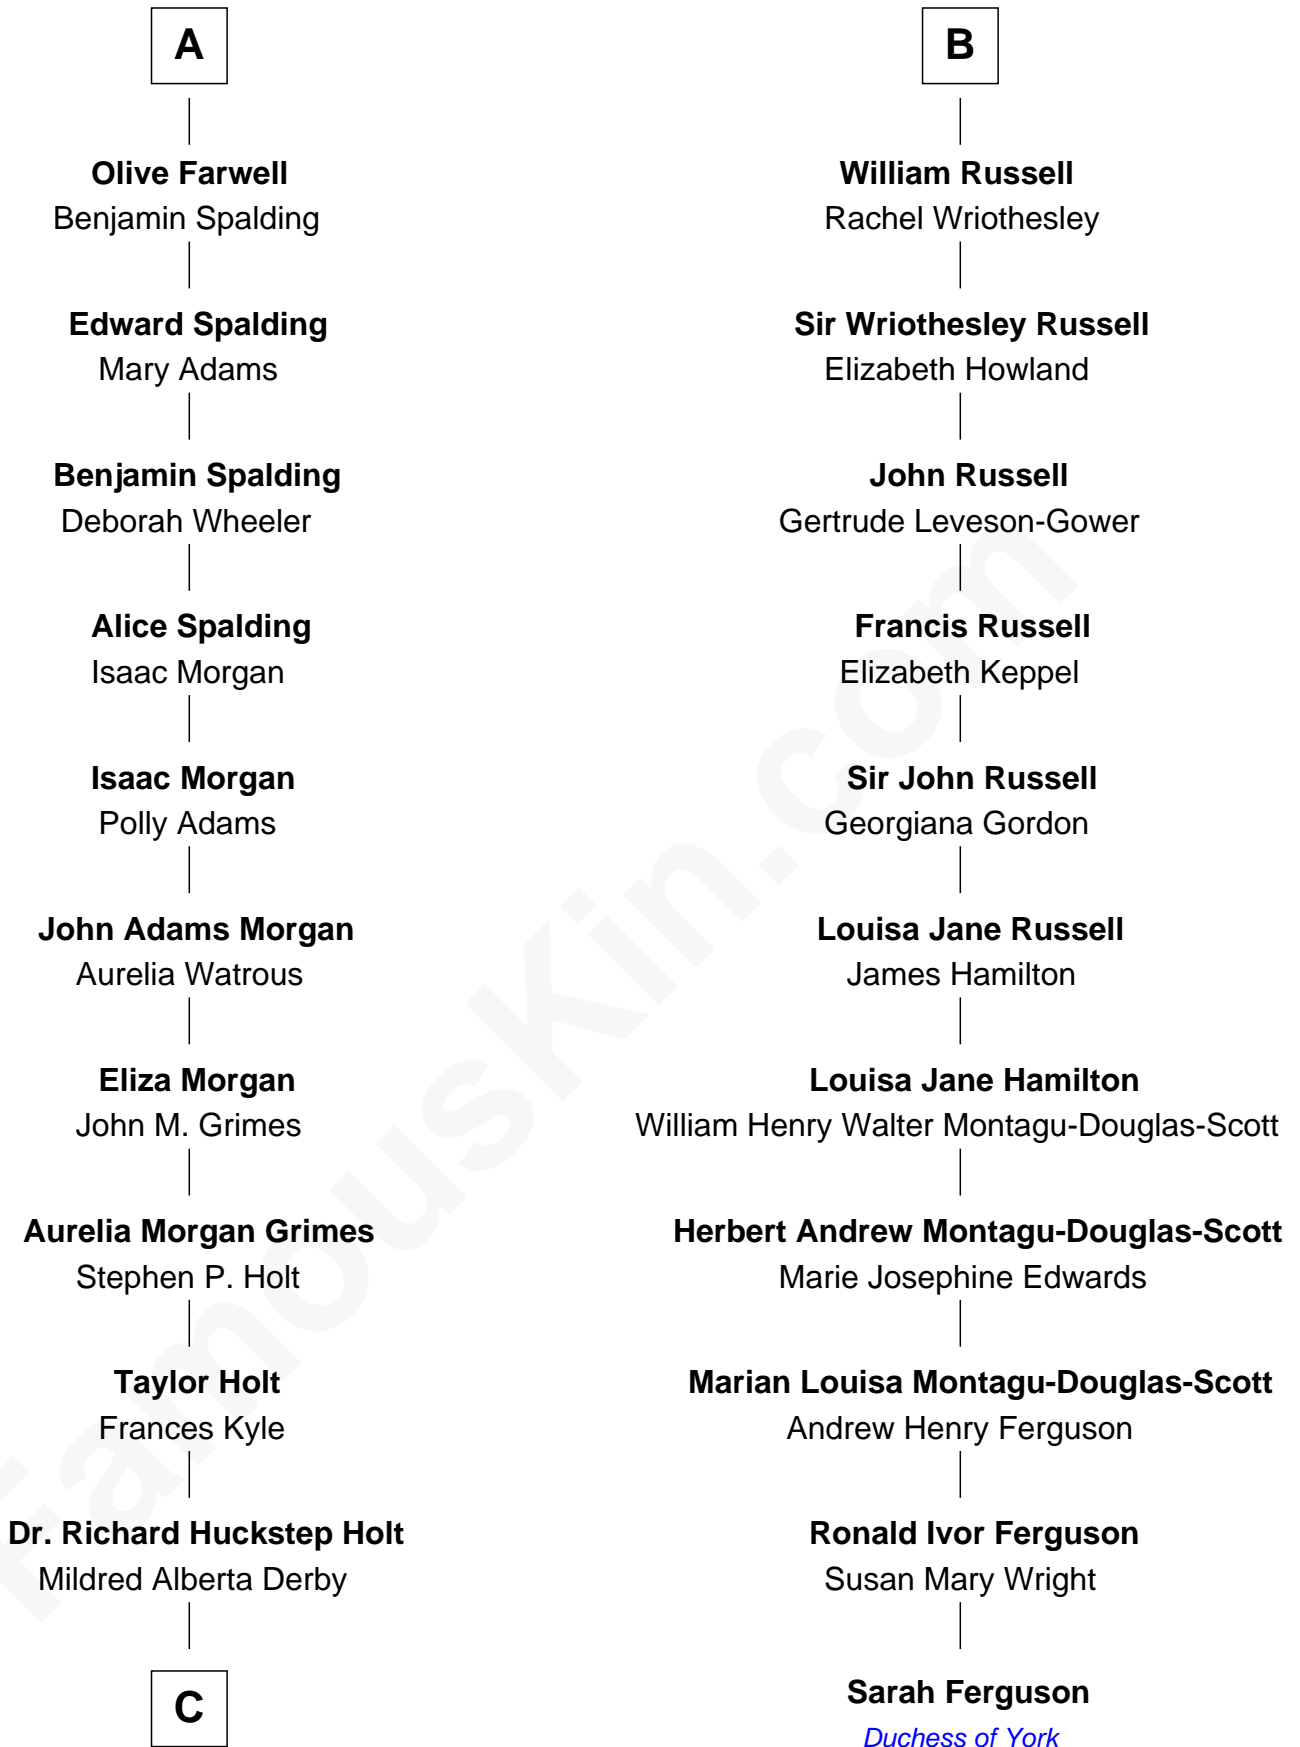 A
Olive Farwell
Benjamin Spalding
Edward Spalding
Mary Adams
Benjamin Spalding
Deborah Wheeler
Alice Spalding
Isaac Morgan
Isaac Morgan
Polly Adams
John Adams Morgan
Aurelia Watrous
Eliza Morgan
John M. Grimes
Aurelia Morgan Grimes
Stephen P. Holt
Taylor Holt
Frances Kyle
Dr. Richard Huckstep Holt
Mildred Alberta Derby
C
B
William Russell
Rachel Wriothesley
Sir Wriothesley Russell
Elizabeth Howland
John Russell
Gertrude Leveson-Gower
Francis Russell
Elizabeth Keppel
Sir John Russell
Georgiana Gordon
Louisa Jane Russell
James Hamilton
Louisa Jane Hamilton
William Henry Walter Montagu-Douglas-Scott
Herbert Andrew Montagu-Douglas-Scott
Marie Josephine Edwards
Marian Louisa Montagu-Douglas-Scott
Andrew Henry Ferguson
Ronald Ivor Ferguson
Susan Mary Wright
Sarah Ferguson
Duchess of York
FamousKin.com